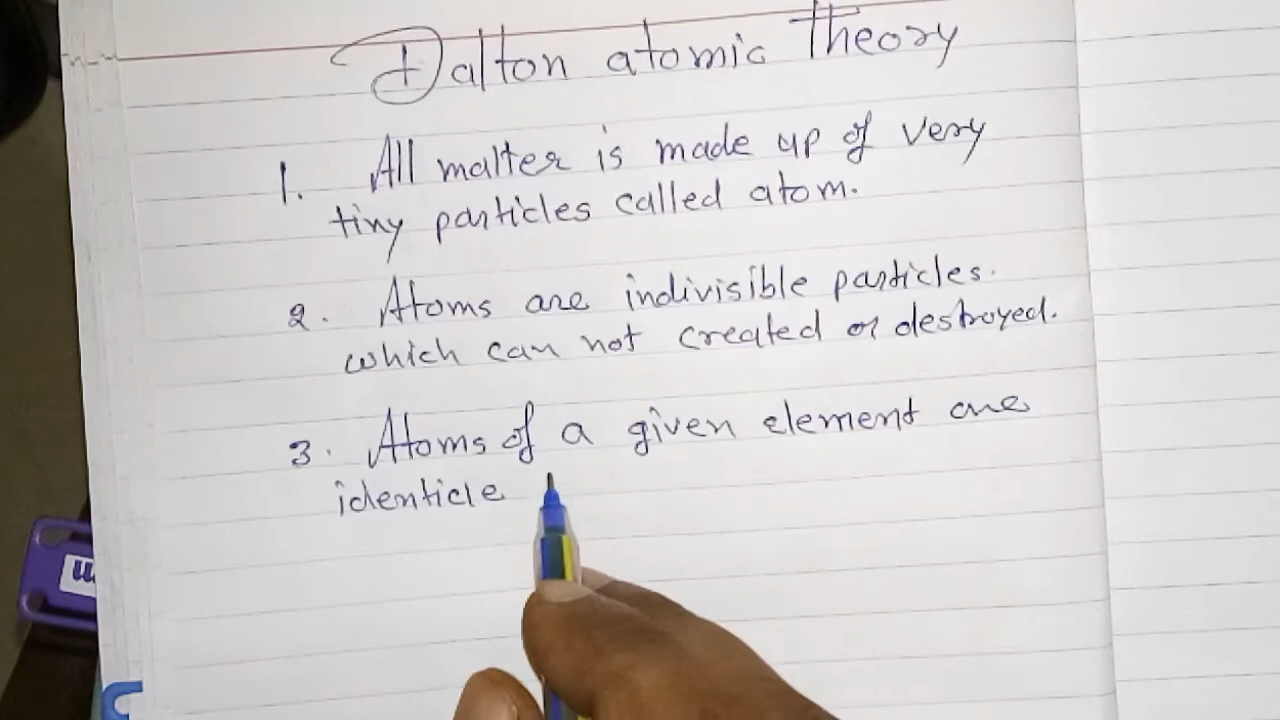 Dalton atomic Theory
1. All matter is made up of very
tiny particles called atom.
2. Atoms are indivisible particles.
which can not created or destroyed.
3. Atoms of a given element are
identicle